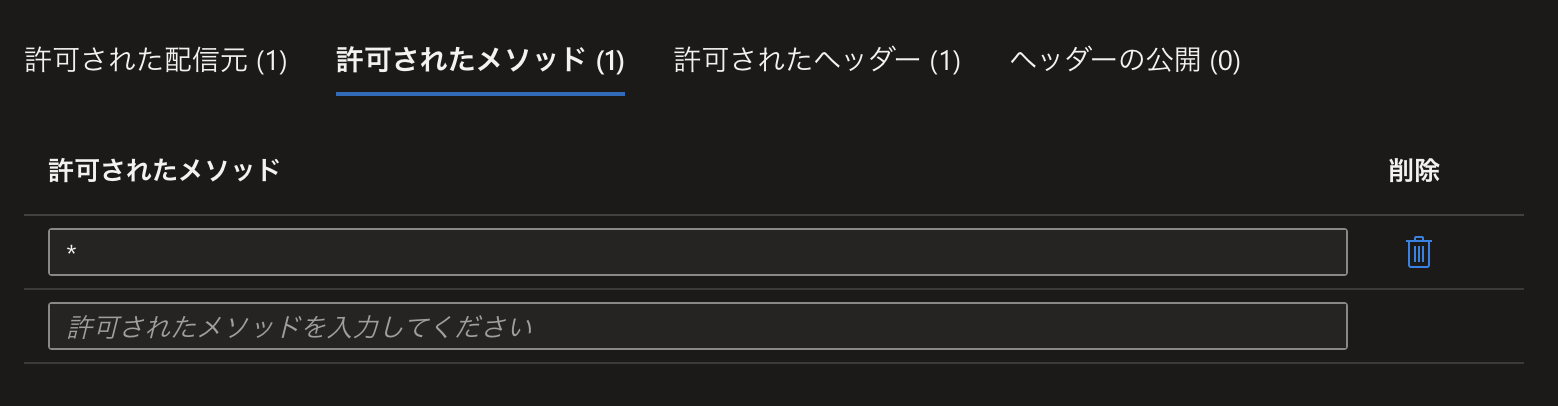 許可された配信元 (1) 許可されたメソッド (1) 許可されたヘッダー (1) ヘッダーの公開 (0)
許可されたメソッド 削除
*
許可されたメソッドを入力してください